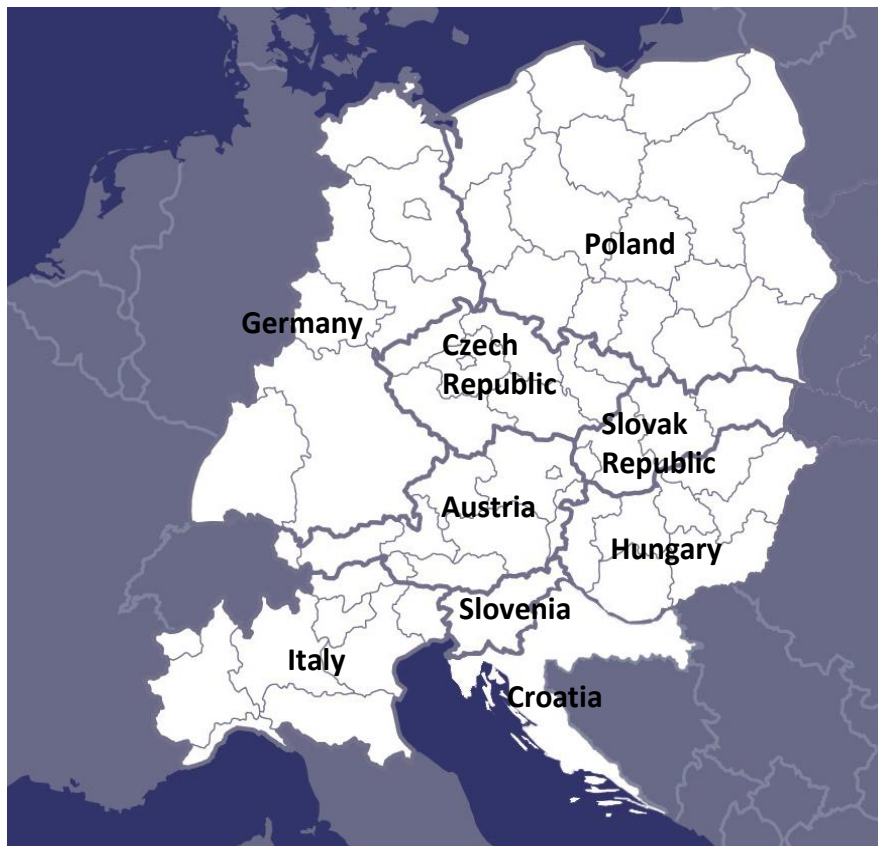 Poland
Germany
Czech
Republic
Slovak
Republic
Austria
Hungary
Slovenia
Italy
Croatia